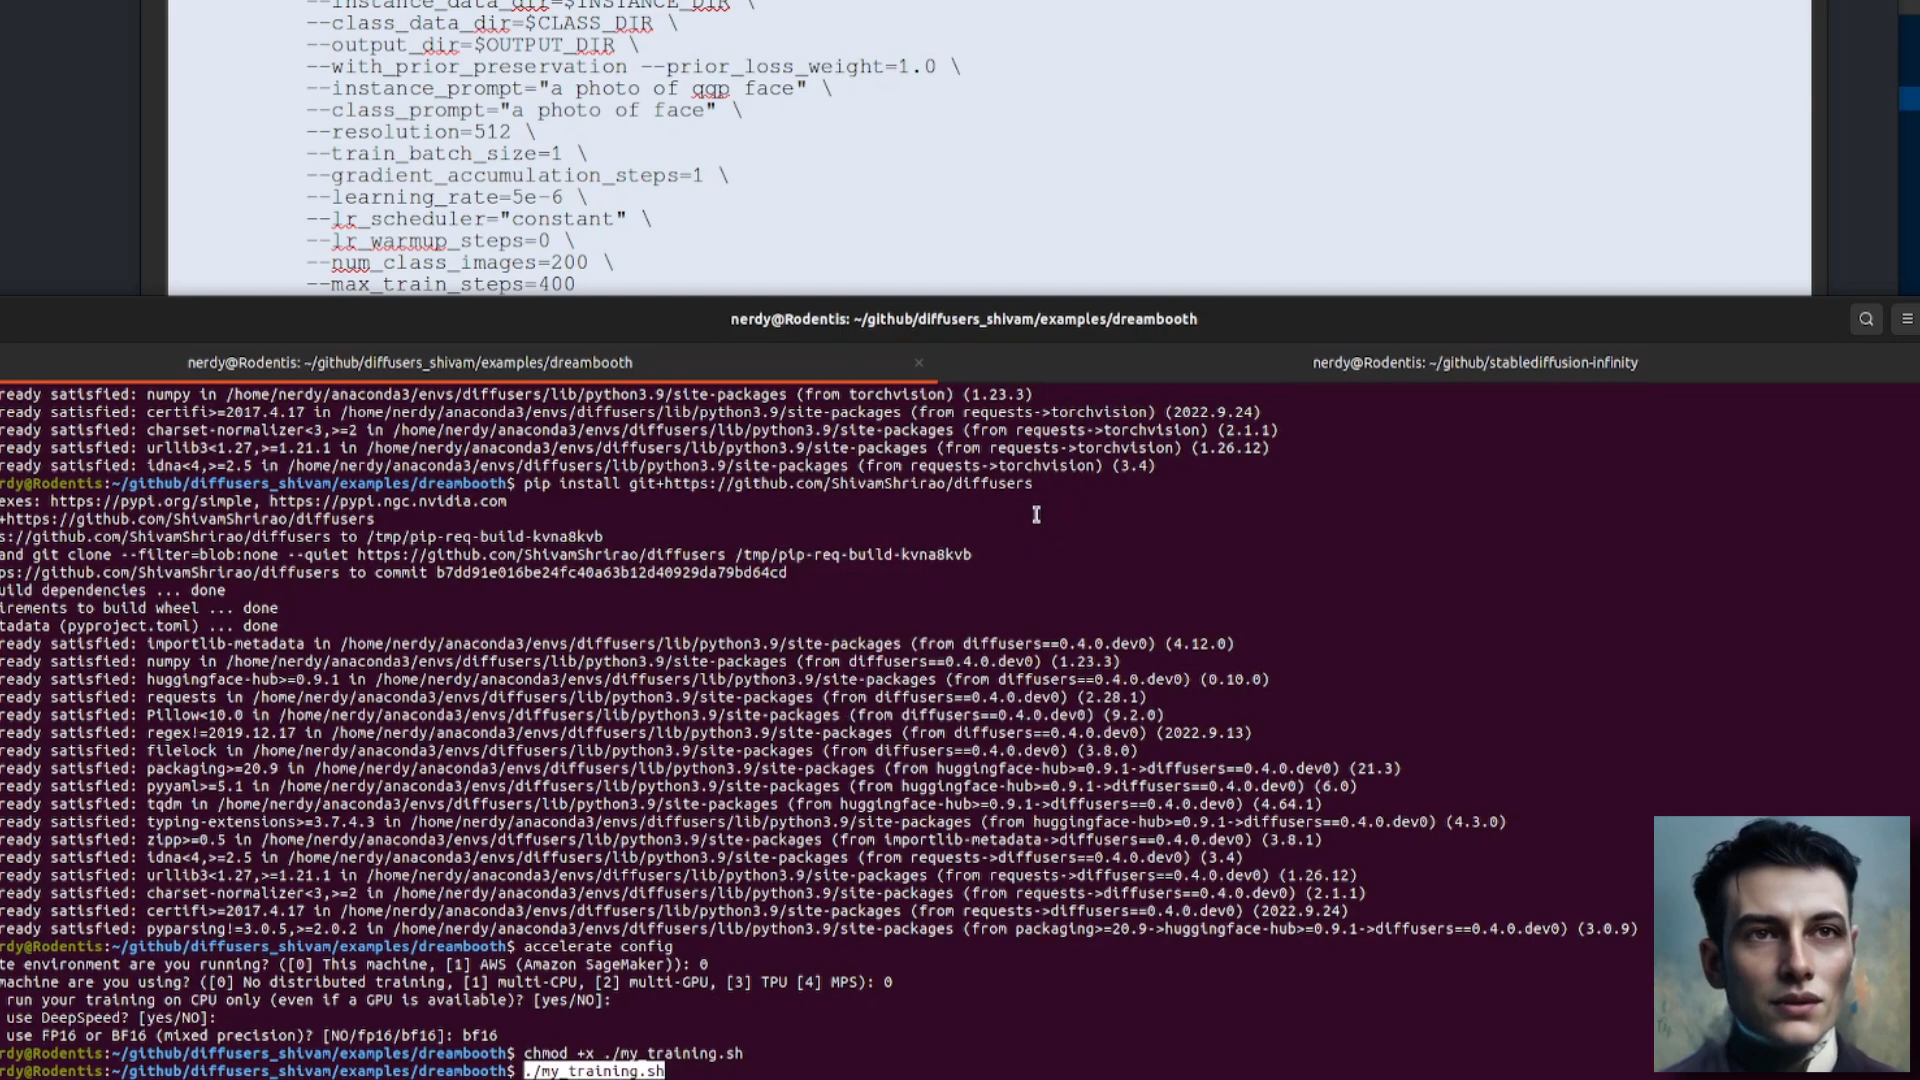 --instance_data_dir=$INSTANCE_DIR \
--class_data_dir=$CLASS_DIR \
--output_dir=$OUTPUT_DIR \
--with_prior_preservation --prior_loss_weight=1.0 \
--instance_prompt="a photo of gqp face" \
--class_prompt="a photo of face" \
--resolution=512 \
--train_batch_size=1 \
--gradient_accumulation_steps=1 \
--learning_rate=5e-6 \
--lr_scheduler="constant" \
--lr_warmup_steps=0 \
--num_class_images=200 \
--max_train_steps=400
nerdy@Rodentis: ~/github/diffusers_shivam/examples/dreambooth
nerdy@Rodentis: ~/github/diffusers_shivam/examples/dreambooth
nerdy@Rodentis: ~/github/stablediffusion-infinity
ready satisfied: numpy in /home/nerdy/anaconda3/envs/diffusers/lib/python3.9/site-packages (from torchvision) (1.23.3)
ready satisfied: certifi>=2017.4.17 in /home/nerdy/anaconda3/envs/diffusers/lib/python3.9/site-packages (from requests->torchvision) (2022.9.24)
ready satisfied: charset-normalizer<3,>=2 in /home/nerdy/anaconda3/envs/diffusers/lib/python3.9/site-packages (from requests->torchvision) (2.1.1)
ready satisfied: urllib3<1.27,>=1.21.1 in /home/nerdy/anaconda3/envs/diffusers/lib/python3.9/site-packages (from requests->torchvision) (1.26.12)
ready satisfied: idna<4,>=2.5 in /home/nerdy/anaconda3/envs/diffusers/lib/python3.9/site-packages (from requests->torchvision) (3.4)
rdy@Rodentis:~/github/diffusers_shivam/examples/dreambooth$ pip install git+https://github.com/ShivamShrirao/diffusers
exes: https://pypi.org/simple, https://pypi.ngc.nvidia.com
+https://github.com/ShivamShrirao/diffusers
s://github.com/ShivamShrirao/diffusers to /tmp/pip-req-build-kvna8kvb
and git clone --filter=blob:none --quiet https://github.com/ShivamShrirao/diffusers /tmp/pip-req-build-kvna8kvb
ps://github.com/ShivamShrirao/diffusers to commit b7dd91e016be24fc40a63b12d40929da79bd64cd
uild dependencies ... done
irements to build wheel ... done
tadata (pyproject.toml) ... done
ready satisfied: importlib-metadata in /home/nerdy/anaconda3/envs/diffusers/lib/python3.9/site-packages (from diffusers==0.4.0.dev0) (4.12.0)
ready satisfied: numpy in /home/nerdy/anaconda3/envs/diffusers/lib/python3.9/site-packages (from diffusers==0.4.0.dev0) (1.23.3)
ready satisfied: huggingface-hub>=0.9.1 in /home/nerdy/anaconda3/envs/diffusers/lib/python3.9/site-packages (from diffusers==0.4.0.dev0) (0.10.0)
ready satisfied: requests in /home/nerdy/anaconda3/envs/diffusers/lib/python3.9/site-packages (from diffusers==0.4.0.dev0) (2.28.1)
ready satisfied: Pillow<10.0 in /home/nerdy/anaconda3/envs/diffusers/lib/python3.9/site-packages (from diffusers==0.4.0.dev0) (9.2.0)
ready satisfied: regex!=2019.12.17 in /home/nerdy/anaconda3/envs/diffusers/lib/python3.9/site-packages (from diffusers==0.4.0.dev0) (2022.9.13)
ready satisfied: filelock in /home/nerdy/anaconda3/envs/diffusers/lib/python3.9/site-packages (from diffusers==0.4.0.dev0) (3.8.0)
ready satisfied: packaging>=20.9 in /home/nerdy/anaconda3/envs/diffusers/lib/python3.9/site-packages (from huggingface-hub>=0.9.1->diffusers==0.4.0.dev0) (21.3)
ready satisfied: pyyaml>=5.1 in /home/nerdy/anaconda3/envs/diffusers/lib/python3.9/site-packages (from huggingface-hub>=0.9.1->diffusers==0.4.0.dev0) (6.0)
ready satisfied: tqdm in /home/nerdy/anaconda3/envs/diffusers/lib/python3.9/site-packages (from huggingface-hub>=0.9.1->diffusers==0.4.0.dev0) (4.64.1)
ready satisfied: typing-extensions>=3.7.4.3 in /home/nerdy/anaconda3/envs/diffusers/lib/python3.9/site-packages (from huggingface-hub>=0.9.1->diffusers==0.4.0.dev0) (4.3.0)
ready satisfied: zipp>=0.5 in /home/nerdy/anaconda3/envs/diffusers/lib/python3.9/site-packages (from importlib-metadata->diffusers==0.4.0.dev0) (3.8.1)
ready satisfied: idna<4,>=2.5 in /home/nerdy/anaconda3/envs/diffusers/lib/python3.9/site-packages (from requests->diffusers==0.4.0.dev0) (3.4)
ready satisfied: urllib3<1.27,>=1.21.1 in /home/nerdy/anaconda3/envs/diffusers/lib/python3.9/site-packages (from requests->diffusers==0.4.0.dev0) (1.26.12)
ready satisfied: charset-normalizer<3,>=2 in /home/nerdy/anaconda3/envs/diffusers/lib/python3.9/site-packages (from requests->diffusers==0.4.0.dev0) (2.1.1)
ready satisfied: certifi>=2017.4.17 in /home/nerdy/anaconda3/envs/diffusers/lib/python3.9/site-packages (from requests->diffusers==0.4.0.dev0) (2022.9.24)
ready satisfied: pyparsing!=3.0.5,>=2.0.2 in /home/nerdy/anaconda3/envs/diffusers/lib/python3.9/site-packages (from packaging>=20.9->huggingface-hub>=0.9.1->diffusers==0.4.0.dev0) (3.0.9)
rdy@Rodentis:~/github/diffusers_shivam/examples/dreambooth$ accelerate config
te environment are you running? ([0] This machine, [1] AWS (Amazon SageMaker)): 0
machine are you using? ([0] No distributed training, [1] multi-CPU, [2] multi-GPU, [3] TPU [4] MPS): 0
run your training on CPU only (even if a GPU is available)? [yes/NO]:
use DeepSpeed? [yes/NO]:
use FP16 or BF16 (mixed precision)? [NO/fp16/bf16]: bf16
rdy@Rodentis:~/github/diffusers_shivam/examples/dreambooth$ chmod +x ./my_training.sh
rdy@Rodentis:~/github/diffusers_shivam/examples/dreambooth$ ./my_training.sh